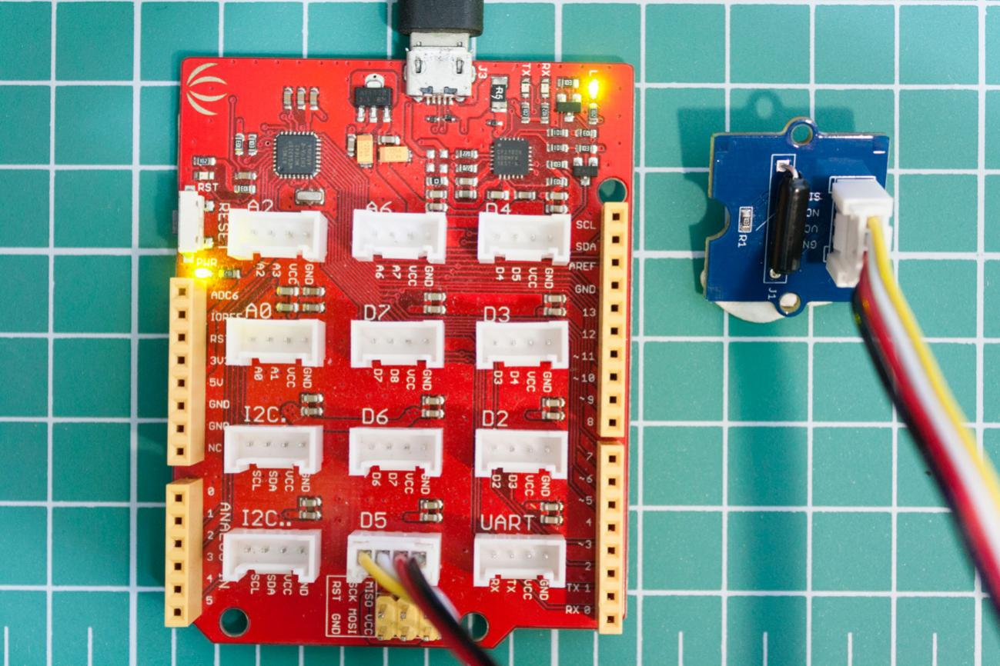 J3
TX
RX
L
R5
RST
RESET
PWR
A2
A2 A3 VCC GND
A6
A6 A7 VCC GND
D4
D4 D5 VCC GND
SCL
SDA
AREF
GND
13
12
~11
~10
~9
8
7
~6
~5
4
~3
2
TX 1
RX 0
ADC6
IOREF
RST
3V3
5V
GND
GND
NC
A0
A0 A1 VCC GND
D7
D7 D8 VCC GND
D3
D3 D4 VCC GND
I2C.
SCL SDA VCC GND
D6
D6 D7 VCC GND
D2
D2 D3 VCC GND
I2C..
SCL SDA VCC GND
D5
UART
RX TX VCC GND
0
1
2
3
4
5
ANALOG IN
RST SCK MISO
GND MOSI VCC
R1
J1